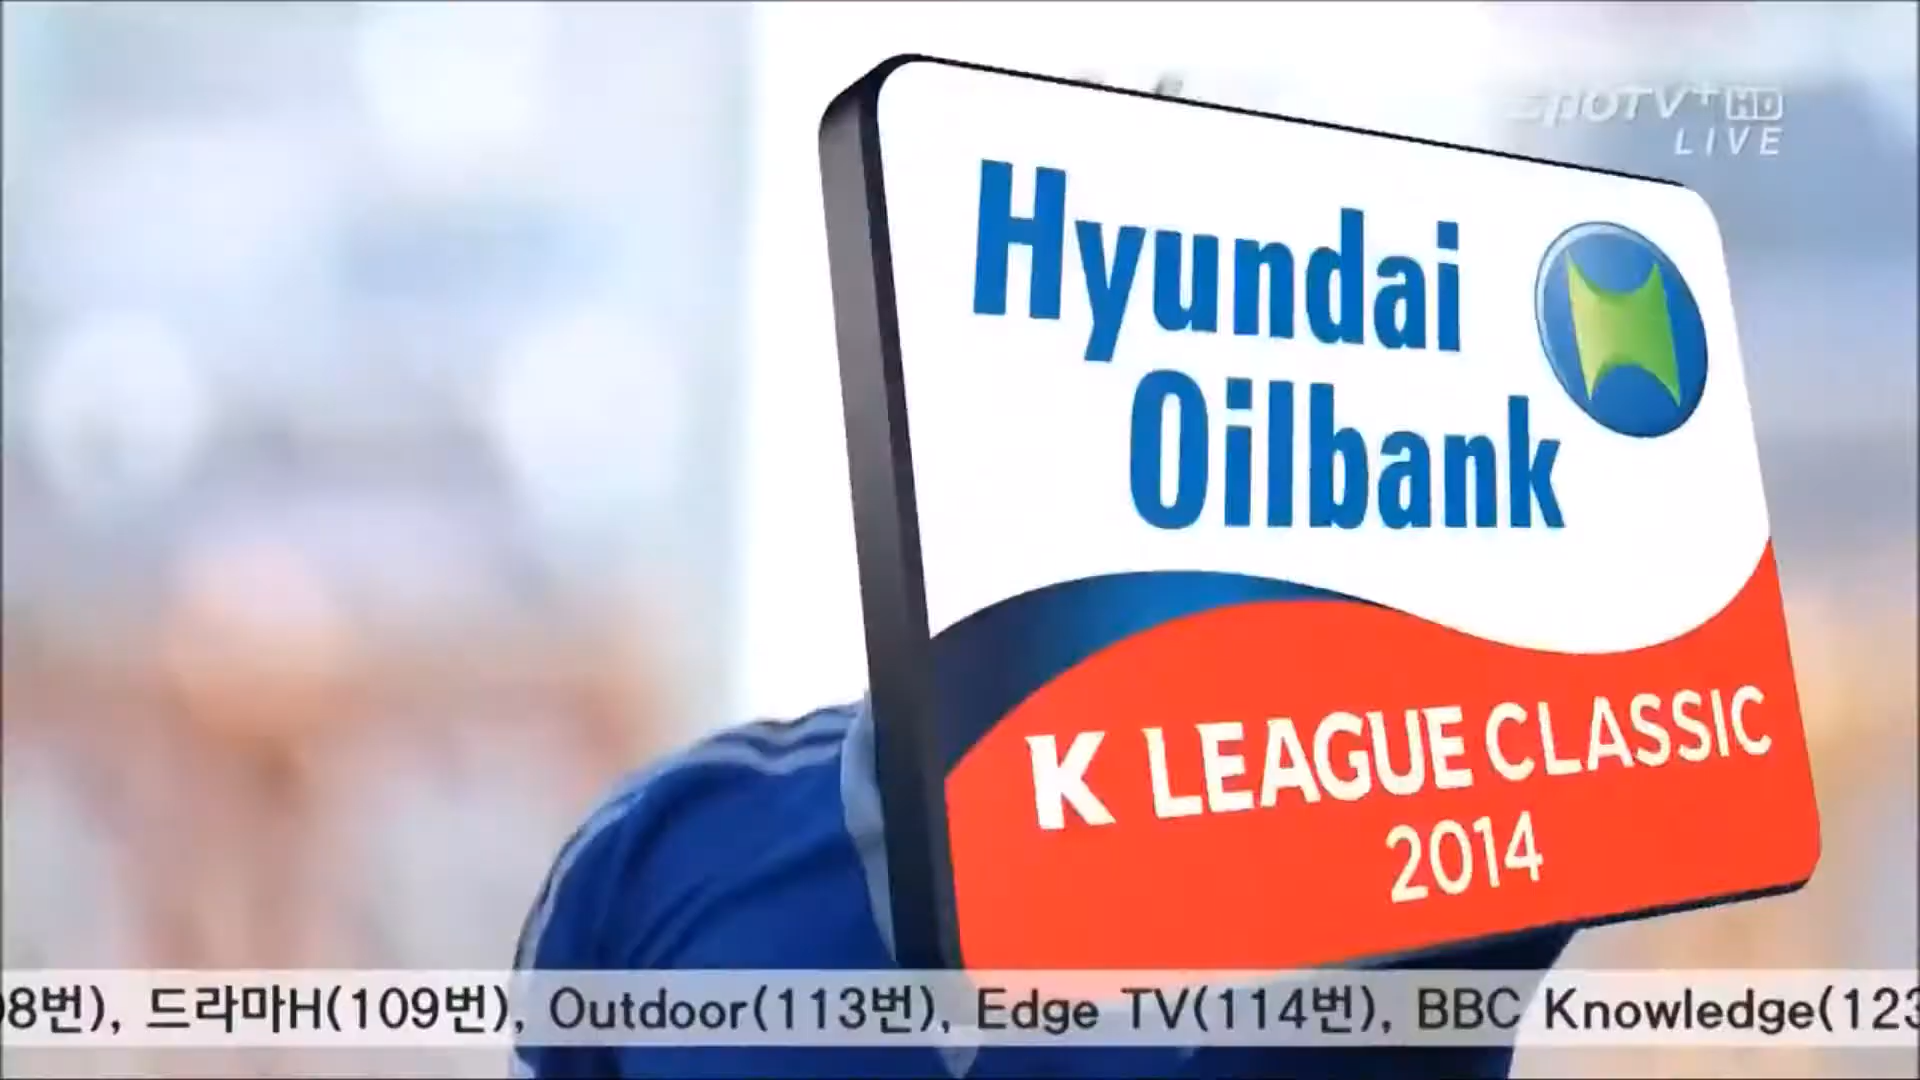 SPOTV+ HD
LIVE
Hyundai
Oilbank
K LEAGUE CLASSIC
2014
8번), 드라마H(109번), Outdoor(113번), Edge TV(114번), BBC Knowledge(123